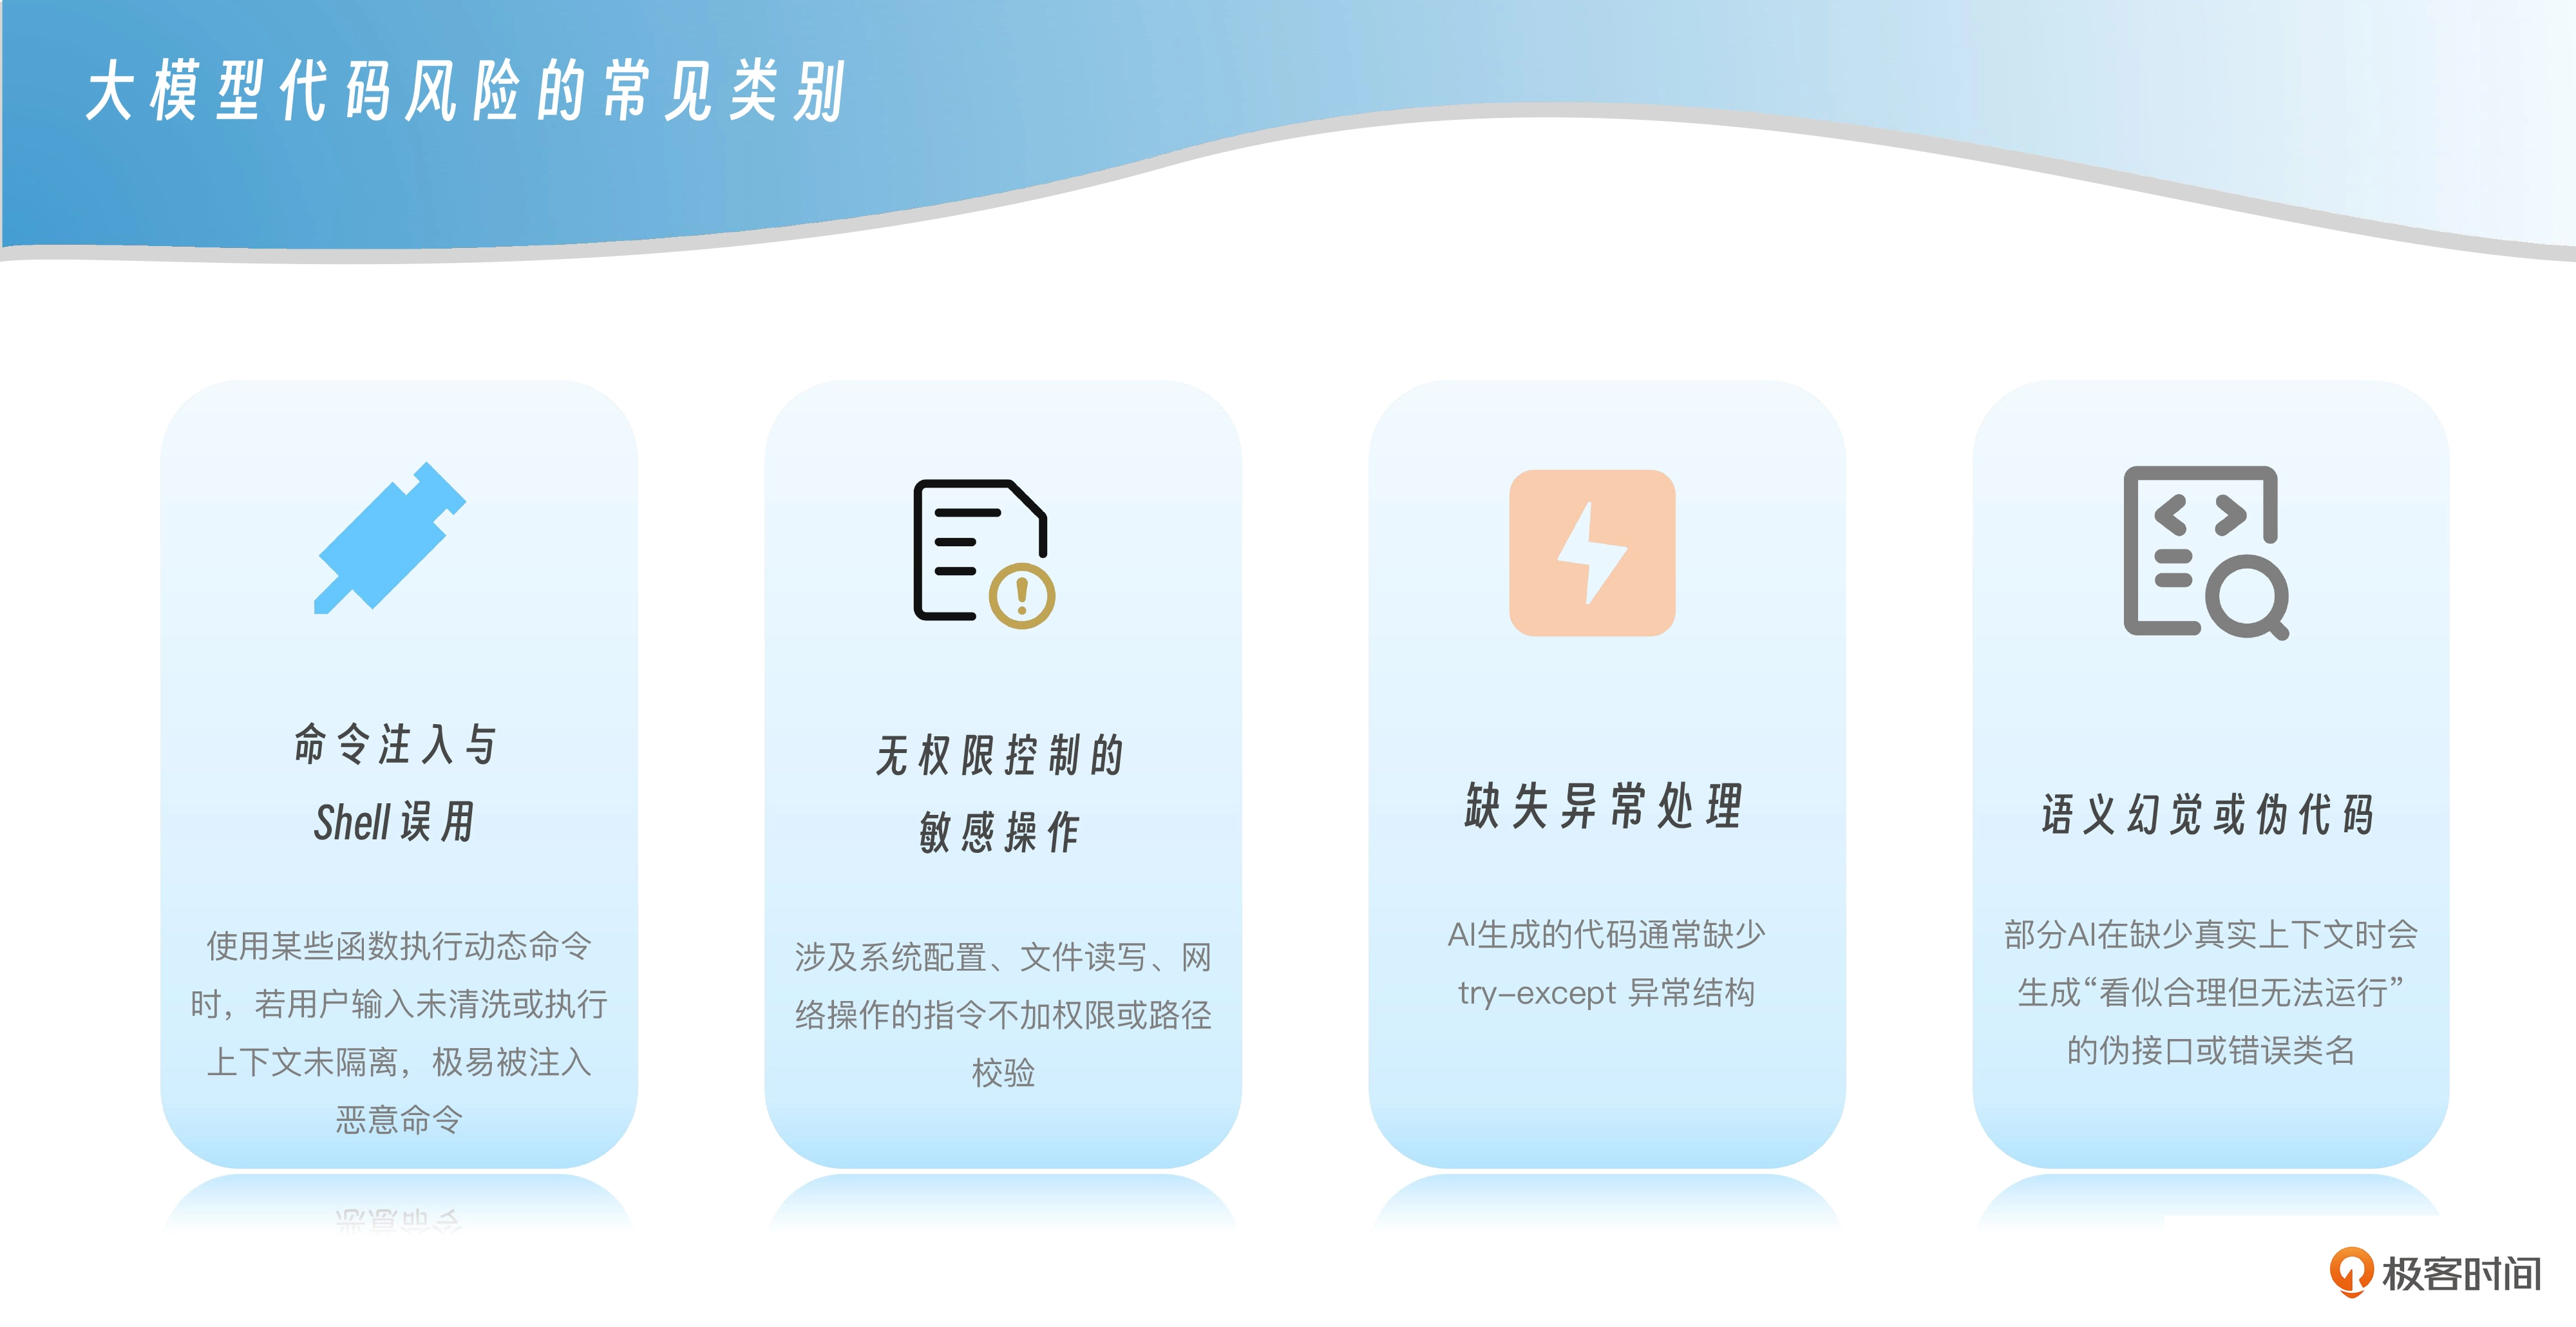 大模型代码风险的常见类别
命令注入与
Shell 误用
使用某些函数执行动态命令
时，若用户输入未清洗或执行
上下文未隔离，极易被注入
恶意命令
无权限控制的
敏感操作
涉及系统配置、文件读写、网
络操作的指令不加权限或路径
校验
缺失异常处理
AI生成的代码通常缺少
try-except 异常结构
语义幻觉或伪代码
部分AI在缺少真实上下文时会
生成“看似合理但无法运行”
的伪接口或错误类名
极客时间